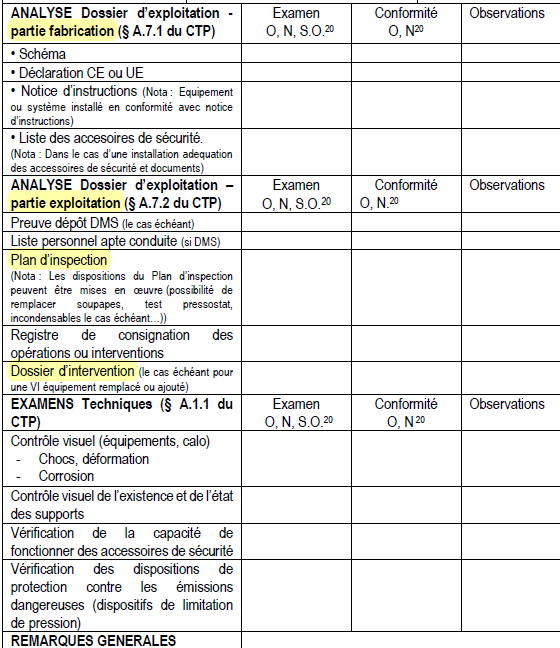 ANALYSE Dossier d’exploitation -
partie fabrication (§ A.7.1 du CTP)
Examen
O, N, S.O.20
Conformité
O, N20
Observations
• Schéma
• Déclaration CE ou UE
• Notice d’instructions (Nota : Equipement
ou système installé en conformité avec notice
d’instructions)
• Liste des accesoires de sécurité.
(Nota : Dans le cas d’une installation adequation
des accessoires de sécurité et documents)
ANALYSE Dossier d’exploitation –
partie exploitation (§ A.7.2 du CTP)
Examen
O, N, S.O.20
Conformité
O, N.20
Observations
Preuve dépôt DMS (le cas échéant)
Liste personnel apte conduite (si DMS)
Plan d’inspection
(Nota : Les dispositions du Plan d’inspection
peuvent être mises en œuvre (possibilité de
remplacer soupapes, test pressostat,
incondensables le cas échéant…))
Registre de consignation des
opérations ou interventions
Dossier d’intervention (le cas échéant pour
une VI équipement remplacé ou ajouté)
EXAMENS Techniques (§ A.1.1 du
CTP)
Examen
O, N, S.O.20
Conformité
O, N20
Observations
Contrôle visuel (équipements, calo)
- Chocs, déformation
- Corrosion
Contrôle visuel de l’existence et de l’état
des supports
Vérification de la capacité de
fonctionner des accessoires de sécurité
Vérification des dispositions de
protection contre les émissions
dangereuses (dispositifs de limitation
de pression)
REMARQUES GENERALES